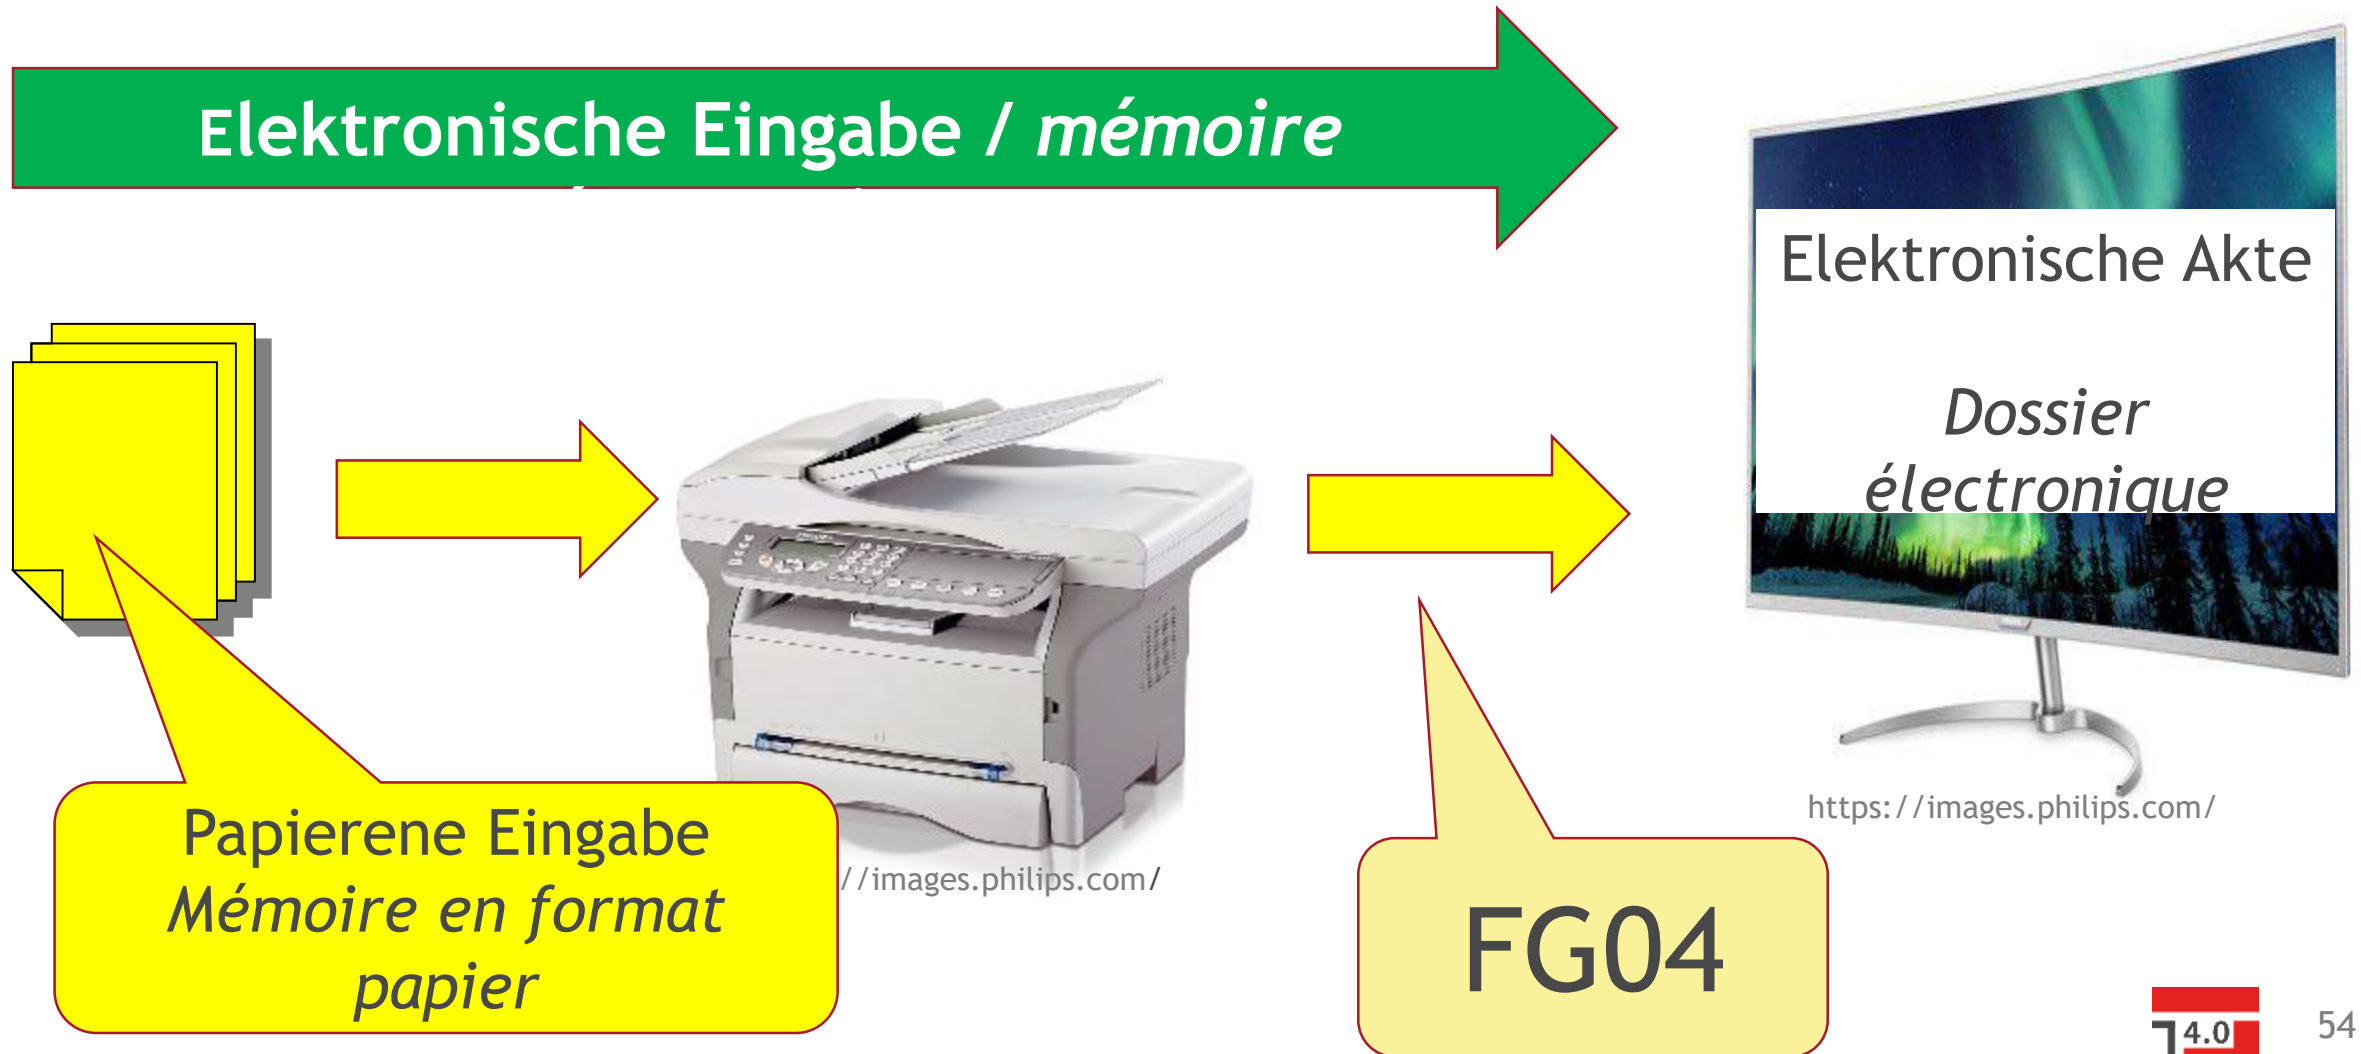 Elektronische Eingabe / mémoire
Elektronische Akte
Dossier
électronique
https://images.philips.com/
Papierene Eingabe
Mémoire en format
papier
//images.philips.com/
FG04
4.0
54